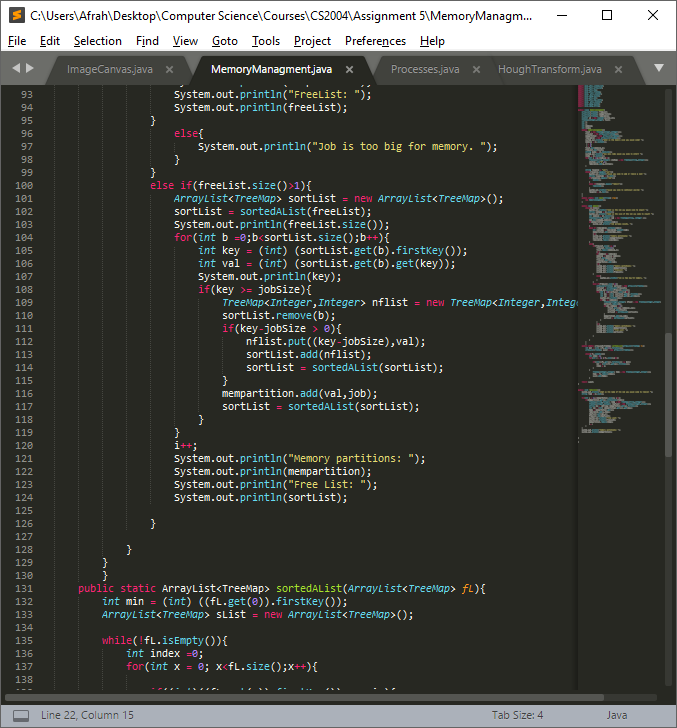 C:\Users\Afrah\Desktop\Computer Science\Courses\CS2004\Assignment 5\MemoryManagm...
File Edit Selection Find View Goto Tools Project Preferences Help
ImageCanvas.java MemoryManagment.java Processes.java HoughTransform.java
93 System.out.println("FreeList: ");
94 System.out.println(freeList);
95 }
96 else{
97 System.out.println("Job is too big for memory. ");
98 }
99 }
100 else if(freeList.size()>1){
101 ArrayList<TreeMap> sortList = new ArrayList<TreeMap>();
102 sortList = sortedAList(freeList);
103 System.out.println(freeList.size());
104 for(int b =0;b<sortList.size();b++){
105 int key = (int) (sortList.get(b).firstKey());
106 int val = (int) (sortList.get(b).get(key));
107 System.out.println(key);
108 if(key >= jobSize){
109 TreeMap<Integer,Integer> nflist = new TreeMap<Integer,Intege
110 sortList.remove(b);
111 if(key-jobSize > 0){
112 nflist.put((key-jobSize),val);
113 sortList.add(nflist);
114 sortList = sortedAList(sortList);
115 }
116 mempartition.add(val,job);
117 sortList = sortedAList(sortList);
118 }
119 }
120 i++;
121 System.out.println("Memory partitions: ");
122 System.out.println(mempartition);
123 System.out.println("Free List: ");
124 System.out.println(sortList);
125
126 }
127
128 }
129 }
130 }
131 public static ArrayList<TreeMap> sortedAList(ArrayList<TreeMap> fL){
132 int min = (int) ((fL.get(0)).firstKey());
133 ArrayList<TreeMap> sList = new ArrayList<TreeMap>();
134
135 while(!fL.isEmpty()){
136 int index =0;
137 for(int x = 0; x<fL.size();x++){
138
Line 22, Column 15 Tab Size: 4 Java